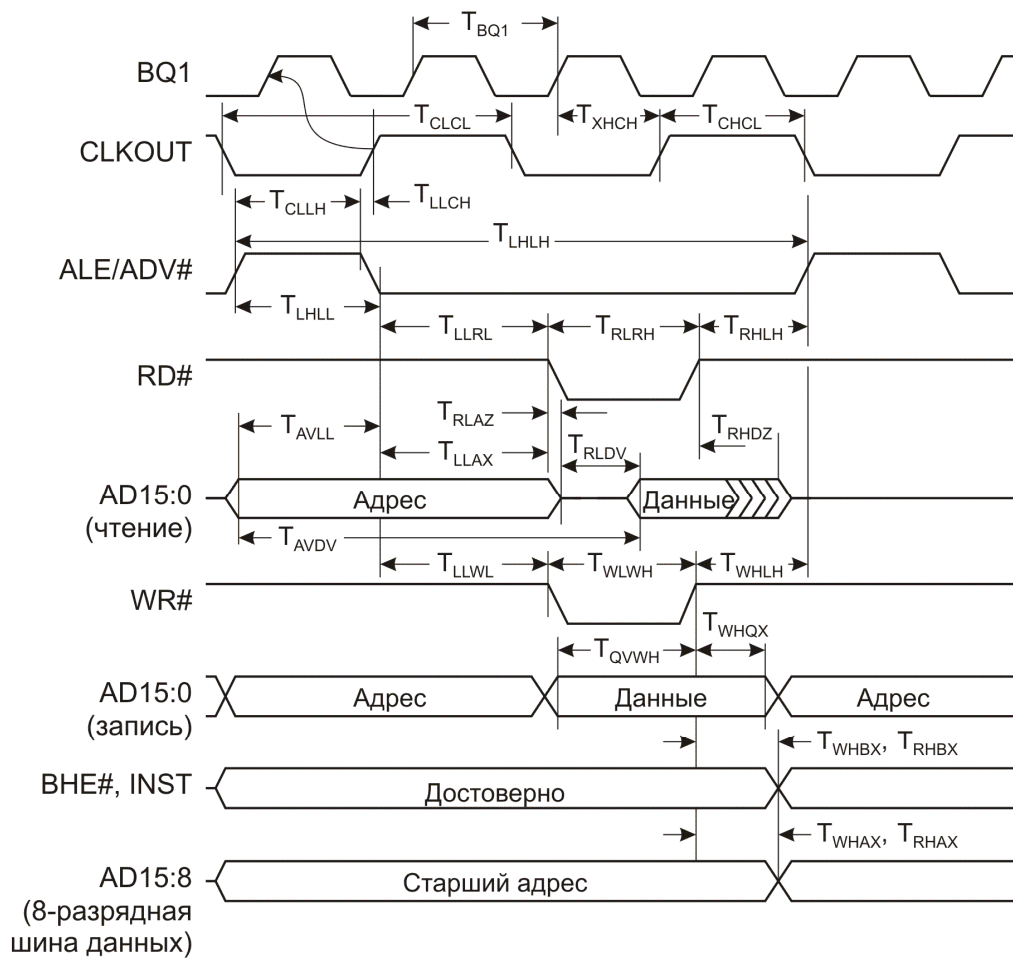 T_BQ1
BQ1
T_CLCL T_XHCH T_CHCL
CLKOUT
T_CLLH T_LLCH
T_LHLH
ALE/ADV#
T_LHLL
T_LLRL T_RLRH T_RHLH
RD#
T_RLAZ
T_AVLL T_RHDZ
T_LLAX T_RLDV
AD15:0 Адрес Данные
(чтение)
T_AVDV
T_LLWL T_WLWH T_WHLH
WR#
T_WHQX
T_QVWH
AD15:0 Адрес Данные Адрес
(запись)
T_WHBX, T_RHBX
BHE#, INST Достоверно
T_WHAX, T_RHAX
AD15:8 Старший адрес
(8-разрядная
шина данных)